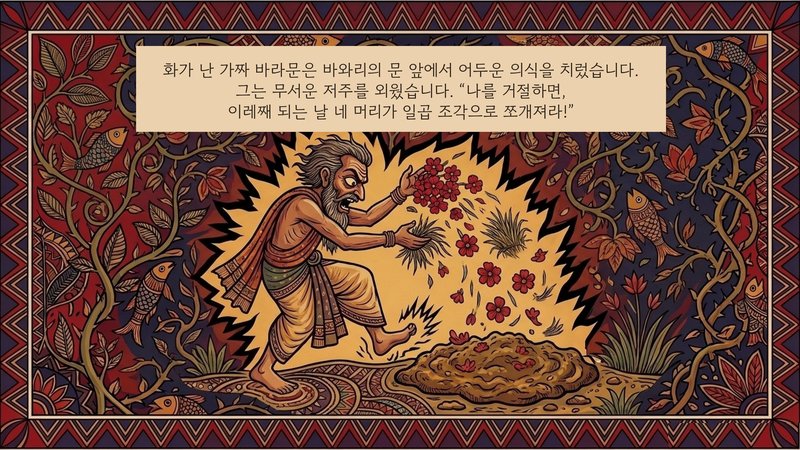 화가 난 가짜 바라문은 바와리의 문 앞에서 어두운 의식을 치렀습니다.
그는 무서운 저주를 외웠습니다. “나를 거절하면,
이레째 되는 날 네 머리가 일곱 조각으로 쪼개져라!”